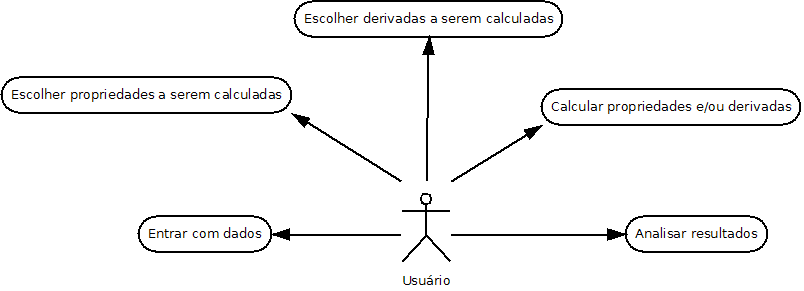 Escolher derivadas a serem calculadas
Escolher propriedades a serem calculadas
Calcular propriedades e/ou derivadas
Entrar com dados
Analisar resultados
Usuário